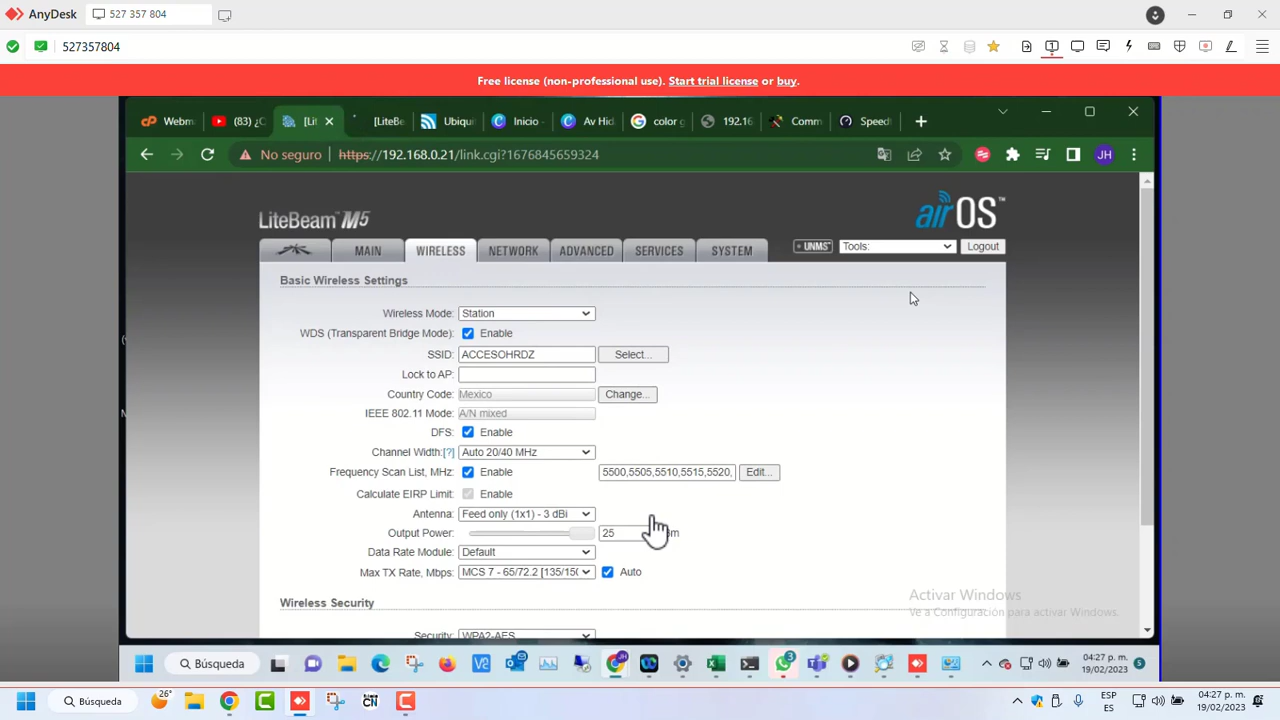 AnyDesk
527 357 804
527357804
Free license (non-professional use). Start trial license or buy.
Webm
(83) ¿C
[Lit
[LiteBe
Ubiqui
Inicio -
Av Hid
color g
192.16
Comm
Speedt
No seguro
https://192.168.0.21/link.cgi?1676845659324
JH
LiteBeam M5
airOS™
MAIN
WIRELESS
NETWORK
ADVANCED
SERVICES
SYSTEM
UNMS
Tools:
Logout
Basic Wireless Settings
Wireless Mode: Station
WDS (Transparent Bridge Mode): Enable
SSID: ACCESOHRDZ Select...
Lock to AP:
Country Code: Mexico Change...
IEEE 802.11 Mode: A/N mixed
DFS: Enable
Channel Width:[?] Auto 20/40 MHz
Frequency Scan List, MHz: Enable 5500,5505,5510,5515,5520, Edit...
Calculate EIRP Limit: Enable
Antenna: Feed only (1x1) - 3 dBi
Output Power: 25 m
Data Rate Module: Default
Max TX Rate, Mbps: MCS 7 - 65/72.2 [135/150 Auto
Activar Windows
Ve a Configuración para activar Windows.
Wireless Security
Security: WPA2-AES
Búsqueda
3
04:27 p. m.
19/02/2023
5
26°
Búsqueda
ESP
ES
04:27 p. m.
19/02/2023